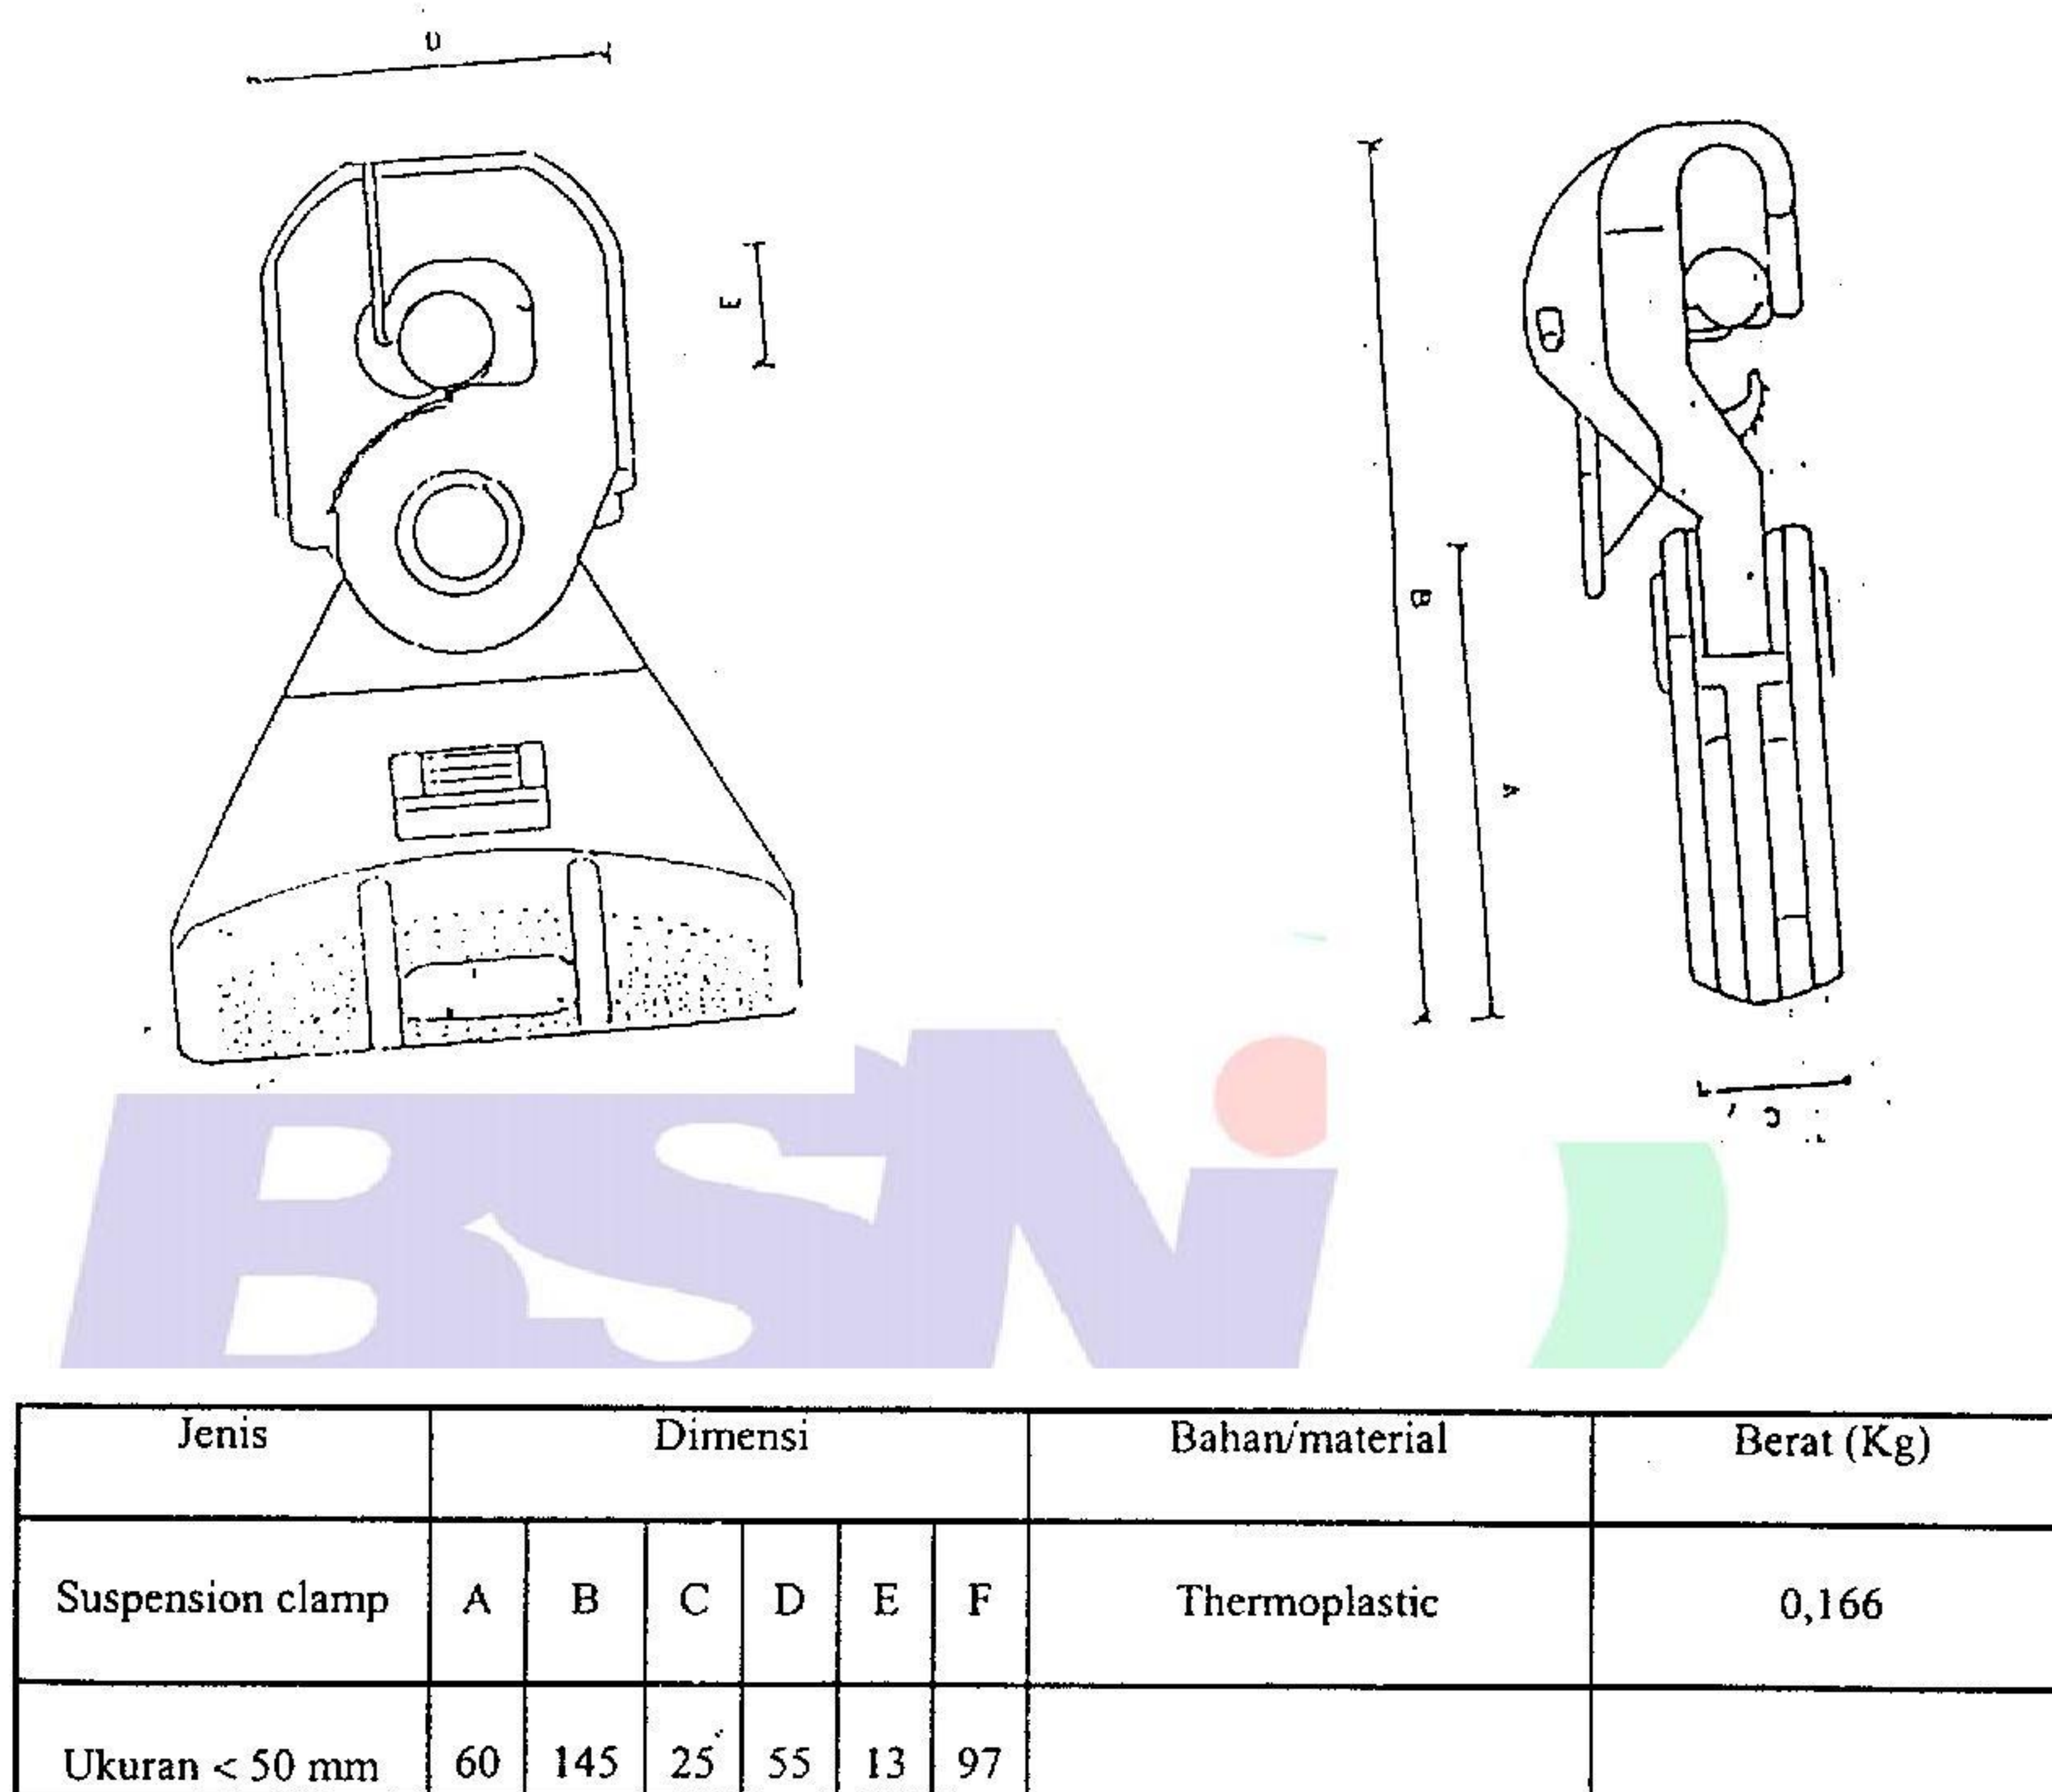 D
E
B
A
C
BSNi
Jenis Dimensi Bahan/material Berat (Kg)
Suspension clamp A B C D E F Thermoplastic 0,166
Ukuran < 50 mm 60 145 25 55 13 97